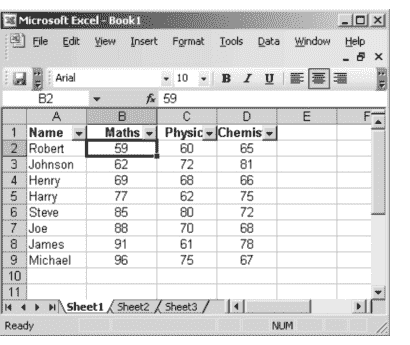 Microsoft Excel - Book1
File Edit View Insert Format Tools Data Window Help
Arial 10 B I U
B2 fx 59
A B C D E F
1 Name Maths Physic Chemis
2 Robert 59 60 65
3 Johnson 62 72 81
4 Henry 69 68 66
5 Harry 77 62 75
6 Steve 85 80 72
7 Joe 88 70 68
8 James 91 61 78
9 Michael 96 75 67
10
11
Sheet1 Sheet2 Sheet3
Ready NUM